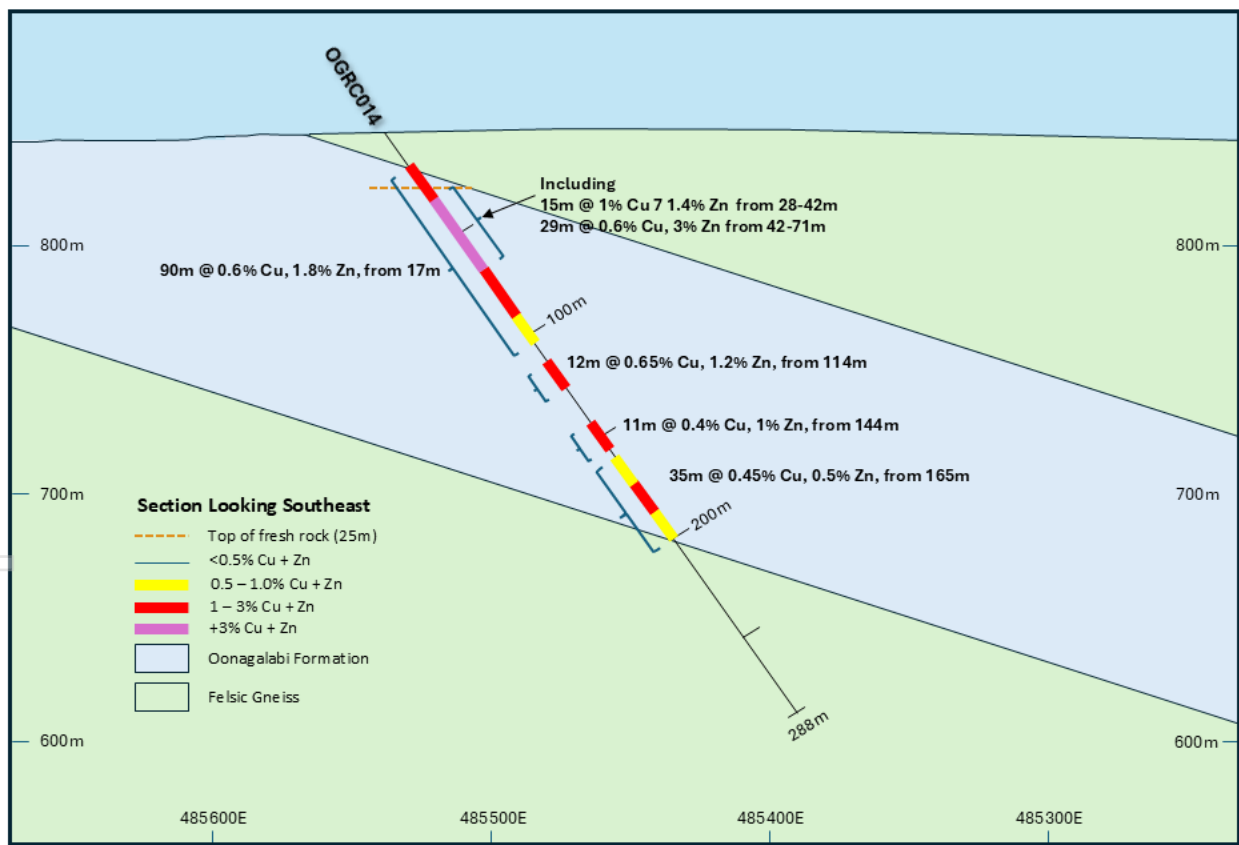 OGRC014
Including
15m @ 1% Cu 7 1.4% Zn from 28-42m
29m @ 0.6% Cu, 3% Zn from 42-71m
800m
800m
90m @ 0.6% Cu, 1.8% Zn, from 17m
100m
12m @ 0.65% Cu, 1.2% Zn, from 114m
11m @ 0.4% Cu, 1% Zn, from 144m
35m @ 0.45% Cu, 0.5% Zn, from 165m
700m
700m
200m
Section Looking Southeast
Top of fresh rock (25m)
<0.5% Cu + Zn
0.5 – 1.0% Cu + Zn
1 – 3% Cu + Zn
+3% Cu + Zn
Oonagalabi Formation
Felsic Gneiss
288m
600m
600m
485600E
485500E
485400E
485300E